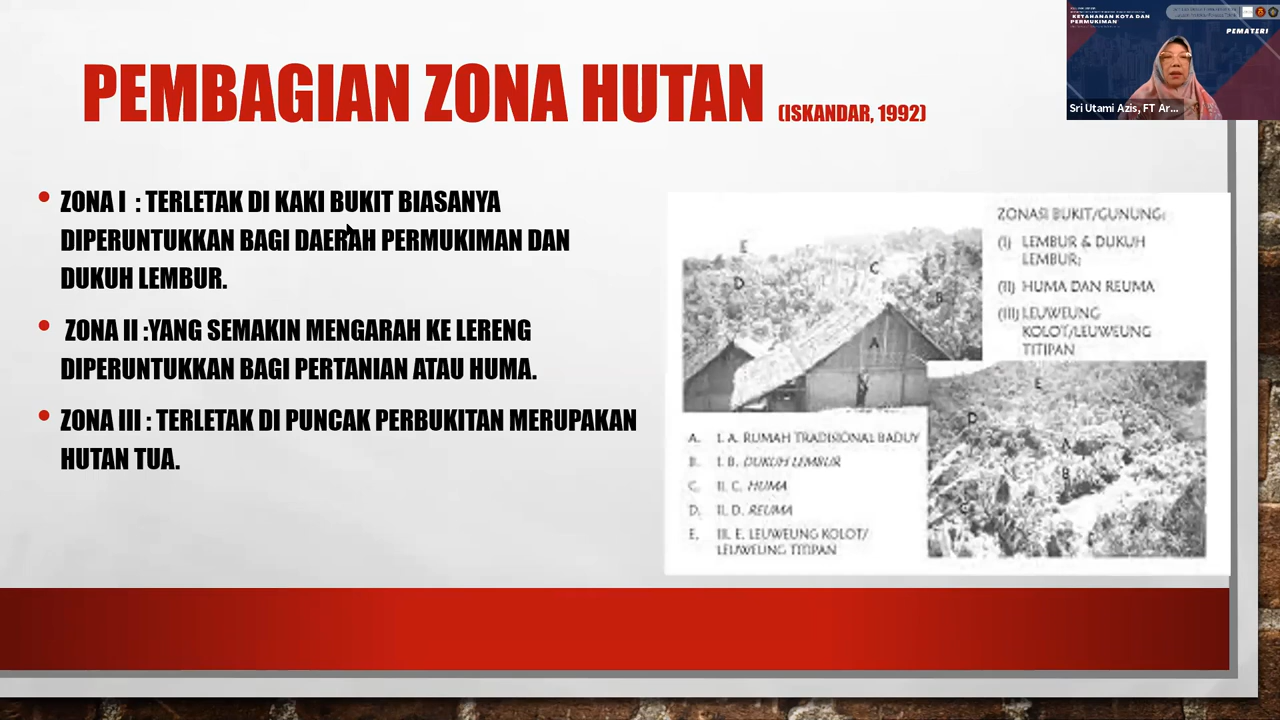 KETAHANAN KOTA DAN
PERMUKIMAN
PEMATERI
Sri Utami Azis, FT Ar...
PEMBAGIAN ZONA HUTAN (ISKANDAR, 1992)
• ZONA I : TERLETAK DI KAKI BUKIT BIASANYA
DIPERUNTUKKAN BAGI DAERAH PERMUKIMAN DAN
DUKUH LEMBUR.
• ZONA II :YANG SEMAKIN MENGARAH KE LERENG
DIPERUNTUKKAN BAGI PERTANIAN ATAU HUMA.
• ZONA III : TERLETAK DI PUNCAK PERBUKITAN MERUPAKAN
HUTAN TUA.
ZONASI BUKIT/GUNUNG:
(I) LEMBUR & DUKUH
LEMBUR;
(II) HUMA DAN REUMA
(III) LEUWEUNG
KOLOT/LEUWEUNG
TITIPAN
E
D
C
B
A
E
D
A
B
C
A. I. A. RUMAH TRADISIONAL BADUY
B. I. B. DUKUH LEMBUR
C. II. C. HUMA
D. II. D. REUMA
E. III. E. LEUWEUNG KOLOT/
LEUWEUNG TITIPAN